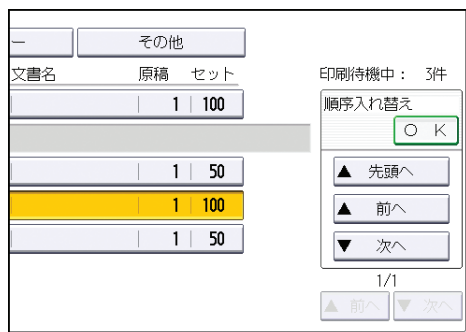 ー その他
文書名 原稿 セット 印刷待機中： 3件
1 100 順序入れ替え
ＯＫ
1 50 ▲ 先頭へ
1 100 ▲ 前へ
1 50 ▼ 次へ
1/1
▲ 前へ ▼ 次へ